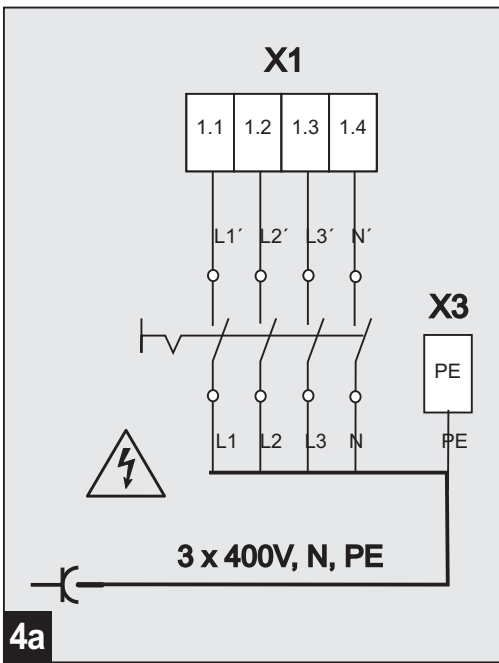 X1
1.1 1.2 1.3 1.4
L1´ L2´ L3´ N´
X3
PE
L1 L2 L3 N PE
3 x 400V, N, PE
4a